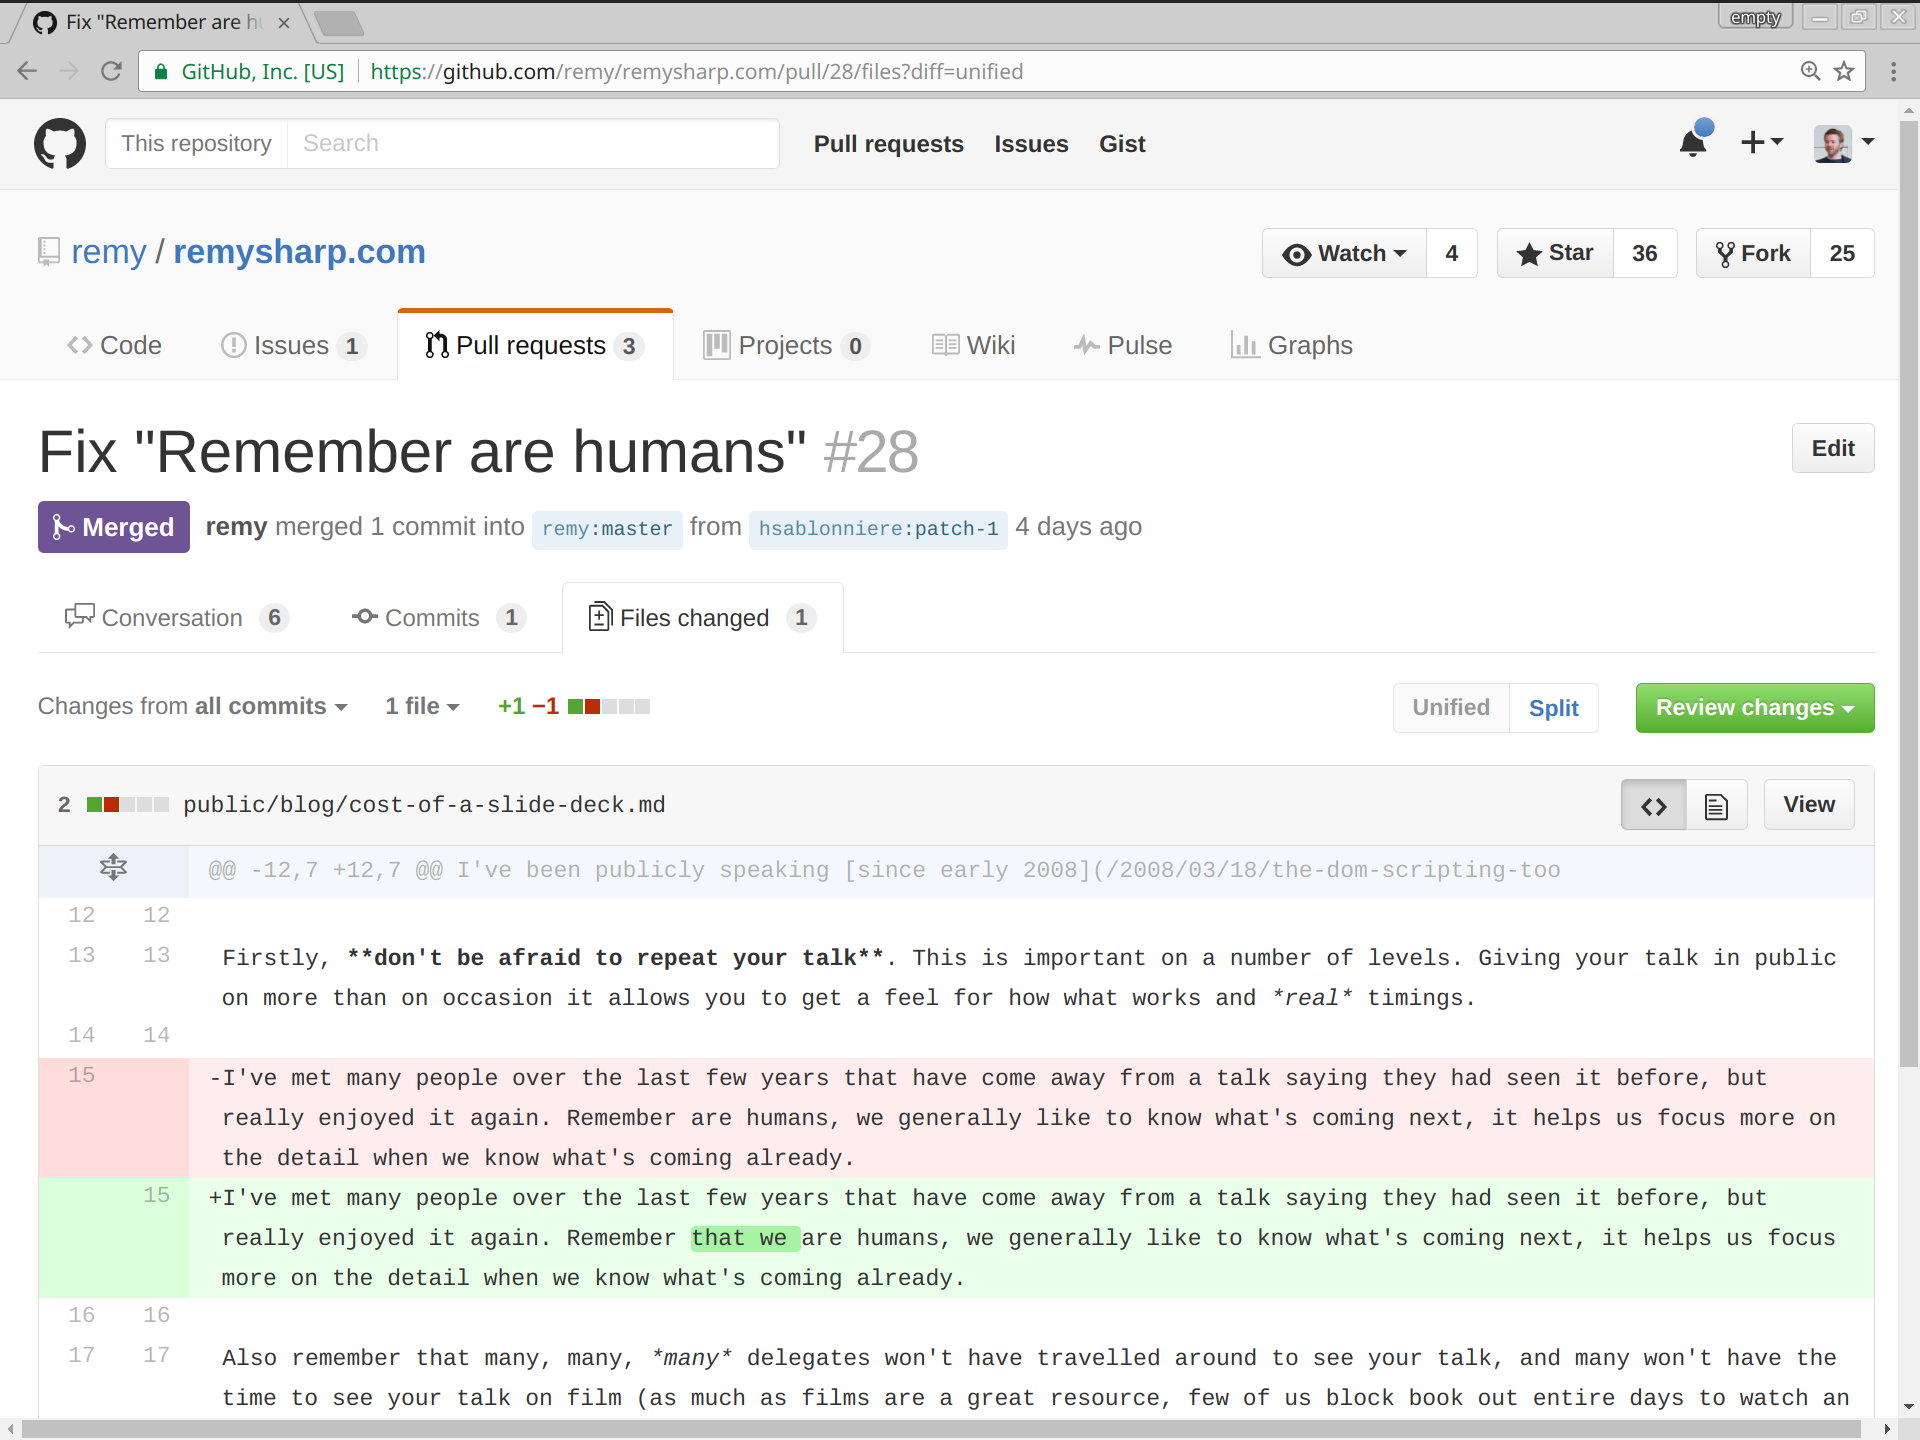 Fix "Remember are hu
empty
GitHub, Inc. [US] https://github.com/remy/remysharp.com/pull/28/files?diff=unified
This repository Search Pull requests Issues Gist
remy / remysharp.com Watch 4 Star 36 Fork 25
Code Issues 1 Pull requests 3 Projects 0 Wiki Pulse Graphs
Fix "Remember are humans" #28 Edit
Merged remy merged 1 commit into remy:master from hsablonniere:patch-1 4 days ago
Conversation 6 Commits 1 Files changed 1
Changes from all commits 1 file +1 −1 Unified Split Review changes
2 public/blog/cost-of-a-slide-deck.md View
@@ -12,7 +12,7 @@ I've been publicly speaking [since early 2008](/2008/03/18/the-dom-scripting-too
12 12
13 13 Firstly, **don't be afraid to repeat your talk**. This is important on a number of levels. Giving your talk in public
on more than on occasion it allows you to get a feel for how what works and *real* timings.
14 14
15 -I've met many people over the last few years that have come away from a talk saying they had seen it before, but
really enjoyed it again. Remember are humans, we generally like to know what's coming next, it helps us focus more on
the detail when we know what's coming already.
15 +I've met many people over the last few years that have come away from a talk saying they had seen it before, but
really enjoyed it again. Remember that we are humans, we generally like to know what's coming next, it helps us focus
more on the detail when we know what's coming already.
16 16
17 17 Also remember that many, many, *many* delegates won't have travelled around to see your talk, and many won't have the
time to see your talk on film (as much as films are a great resource, few of us block book out entire days to watch an